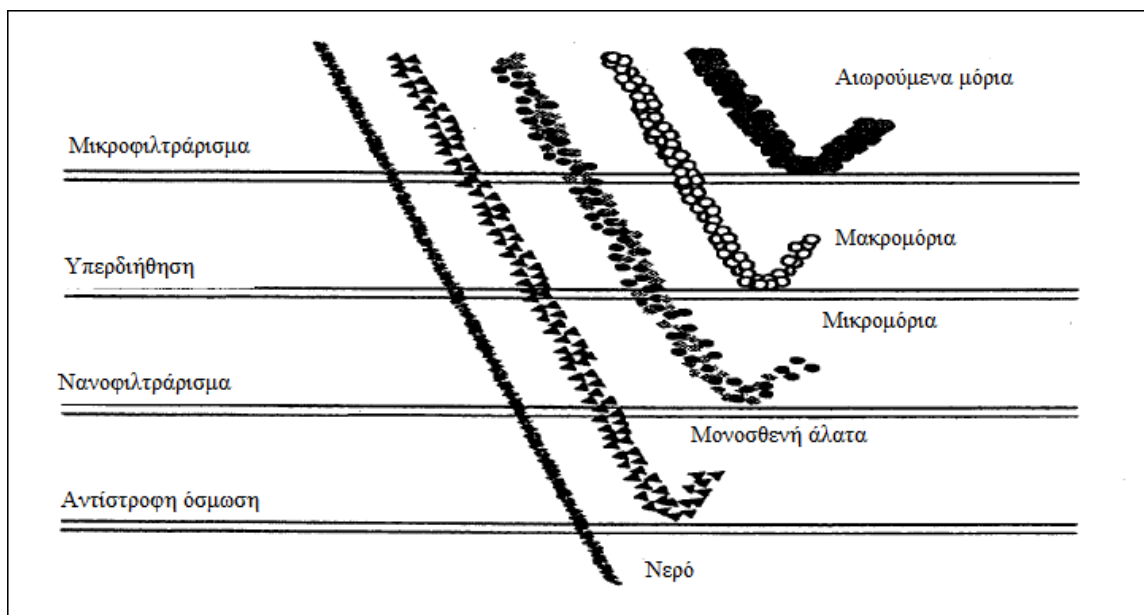 Αιωρούμενα μόρια
Μικροφιλτράρισμα
Μακρομόρια
Υπερδιήθηση
Μικρομόρια
Νανοφιλτράρισμα
Μονοσθενή άλατα
Αντίστροφη όσμωση
Νερό